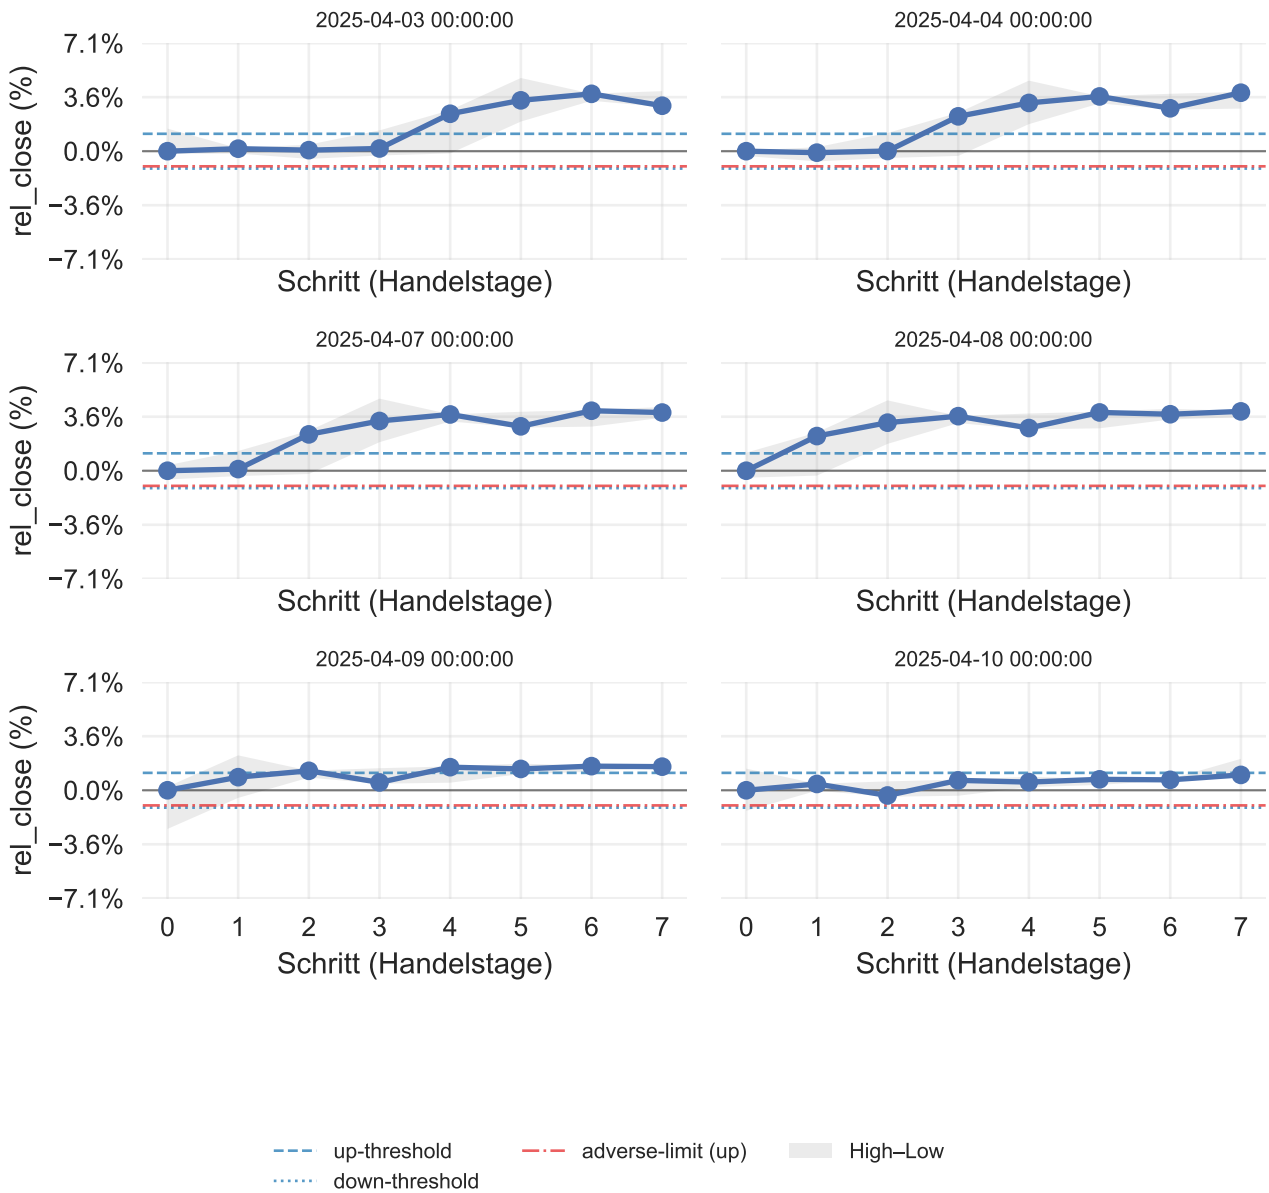 2025-04-03 00:00:00
2025-04-04 00:00:00
rel_close (%)
7.1%
3.6%
0.0%
−3.6%
−7.1%
Schritt (Handelstage)
Schritt (Handelstage)
2025-04-07 00:00:00
2025-04-08 00:00:00
rel_close (%)
7.1%
3.6%
0.0%
−3.6%
−7.1%
Schritt (Handelstage)
Schritt (Handelstage)
2025-04-09 00:00:00
2025-04-10 00:00:00
rel_close (%)
7.1%
3.6%
0.0%
−3.6%
−7.1%
0 1 2 3 4 5 6 7
0 1 2 3 4 5 6 7
Schritt (Handelstage)
Schritt (Handelstage)
up-threshold
down-threshold
adverse-limit (up)
High–Low